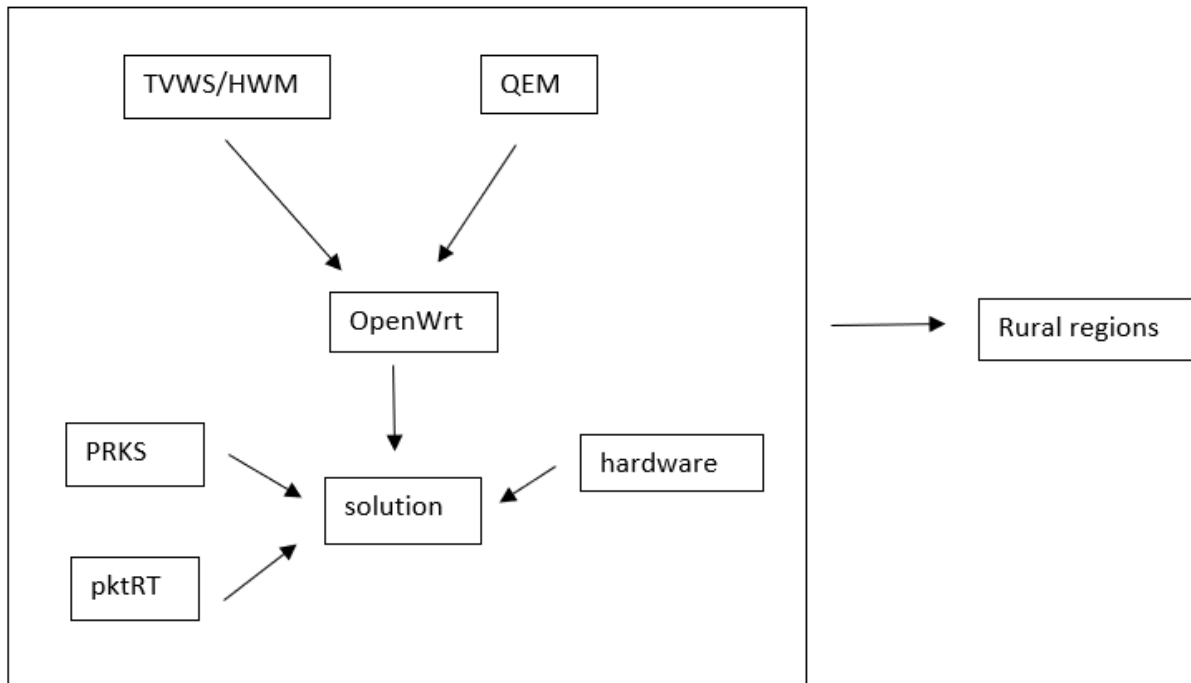 TVWS/HWM
QEM
OpenWrt
Rural regions
PRKS
hardware
solution
pktRT